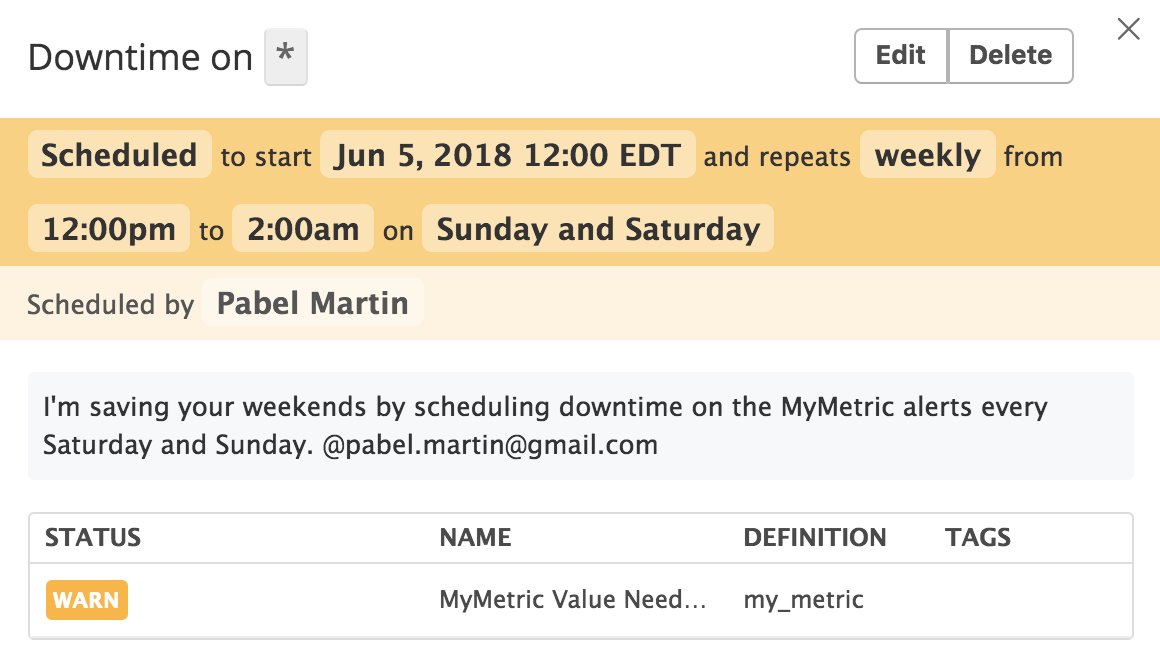 Downtime on *
Edit Delete
Scheduled to start Jun 5, 2018 12:00 EDT and repeats weekly from
12:00pm to 2:00am on Sunday and Saturday
Scheduled by Pabel Martin
I'm saving your weekends by scheduling downtime on the MyMetric alerts every
Saturday and Sunday. @pabel.martin@gmail.com
STATUS NAME DEFINITION TAGS
WARN MyMetric Value Need... my_metric